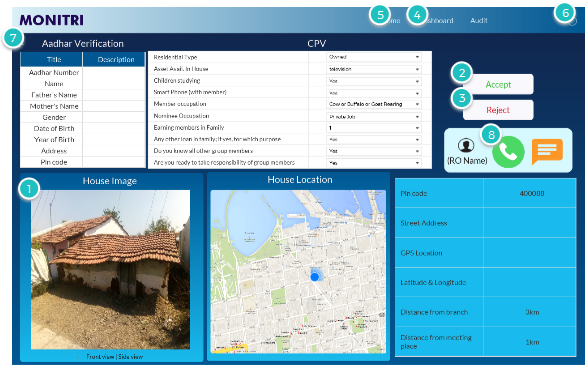 MONITRI
5
4
6
Audit
7
Aadhar Verification
CPV
Title Description
Aadhar Number
Name
Father's Name
Mother's Name
Gender
Date of Birth
Year of Birth
Address
Pin code
Residential Type Owned
Asset Avail. In House television
Children studying Yes
Smart Phone (with member) Yes
Member occupation Cow or Buffalo or Goat Rearing
Nominee Occupation Private Job
Earning members in Family 1
Any other loan in family; if yes, for which purpose Yes
Do you know all other group members Yes
Are you ready to take responsibility of group members Yes
2
Accept
3
Reject
8
(RO Name)
1
House Image
Front view | Side view
House Location
Pin code 400000
Street Address
GPS Location
Latitude & Longitude
Distance from branch 3km
Distance from meeting
place 1km